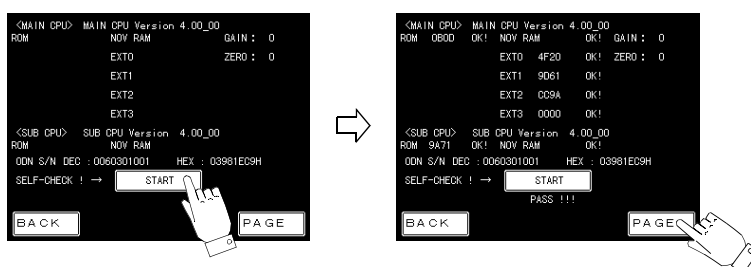 <MAIN CPU> MAIN CPU Version 4.00_00
ROM NOV RAM GAIN : 0
EXT0 ZERO : 0
EXT1
EXT2
EXT3
<SUB CPU> SUB CPU Version 4.00_00
ROM NOV RAM
ODN S/N DEC : 0060301001 HEX : 03981EC9H
SELF-CHECK ! → START
BACK PAGE
<MAIN CPU> MAIN CPU Version 4.00_00
ROM 0B0D OK! NOV RAM OK! GAIN : 0
EXT0 4F20 OK! ZERO : 0
EXT1 9D61 OK!
EXT2 CC9A OK!
EXT3 0000 OK!
<SUB CPU> SUB CPU Version 4.00_00
ROM 9A71 OK! NOV RAM OK!
ODN S/N DEC : 0060301001 HEX : 03981EC9H
SELF-CHECK ! → START
PASS !!!
BACK PAGE